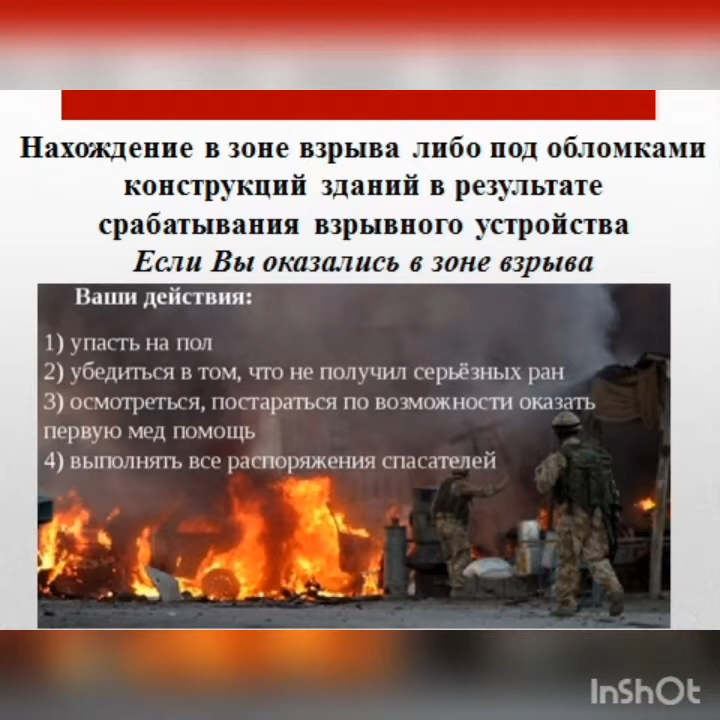 Нахождение в зоне взрыва либо под обломками
конструкций зданий в результате
срабатывания взрывного устройства
Если Вы оказались в зоне взрыва
Ваши действия:
1) упасть на пол
2) убедиться в том, что не получил серьёзных ран
3) осмотреться, постараться по возможности оказать
первую мед помощь
4) выполнять все распоряжения спасателей
InShOt